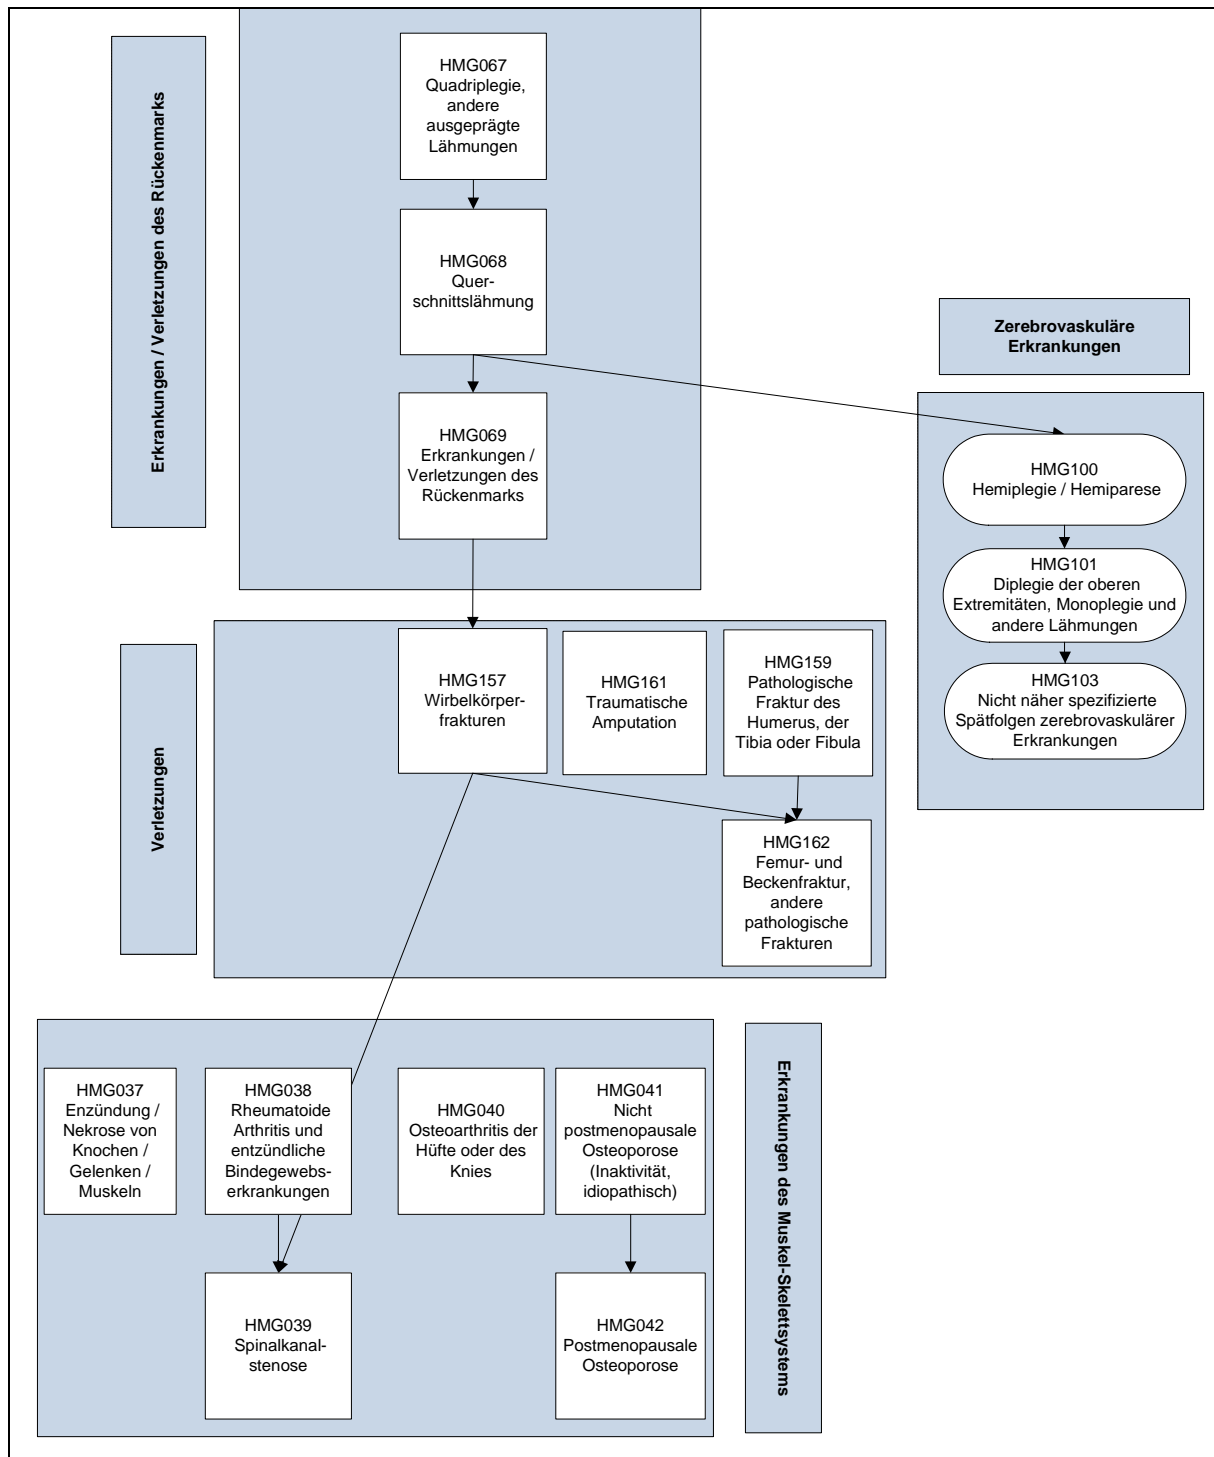 Erkrankungen / Verletzungen des Rückenmarks
HMG067
Quadriplegie,
andere
ausgeprägte
Lähmungen
HMG068
Quer-
schnittslähmung
HMG069
Erkrankungen /
Verletzungen des
Rückenmarks
Zerebrovaskuläre
Erkrankungen
HMG100
Hemiplegie / Hemiparese
HMG101
Diplegie der oberen
Extremitäten, Monoplegie und
andere Lähmungen
HMG103
Nicht näher spezifizierte
Spätfolgen zerebrovaskulärer
Erkrankungen
Verletzungen
HMG157
Wirbelkörper-
frakturen
HMG161
Traumatische
Amputation
HMG159
Pathologische
Fraktur des
Humerus, der
Tibia oder Fibula
HMG162
Femur- und
Beckenfraktur,
andere
pathologische
Frakturen
HMG037
Enzündung /
Nekrose von
Knochen /
Gelenken /
Muskeln
HMG038
Rheumatoide
Arthritis und
entzündliche
Bindegewebs-
erkrankungen
HMG040
Osteoarthritis der
Hüfte oder des
Knies
HMG041
Nicht
postmenopausale
Osteoporose
(Inaktivität,
idiopathisch)
HMG039
Spinalkanal-
stenose
HMG042
Postmenopausale
Osteoporose
Erkrankungen des Muskel-Skelettsystems